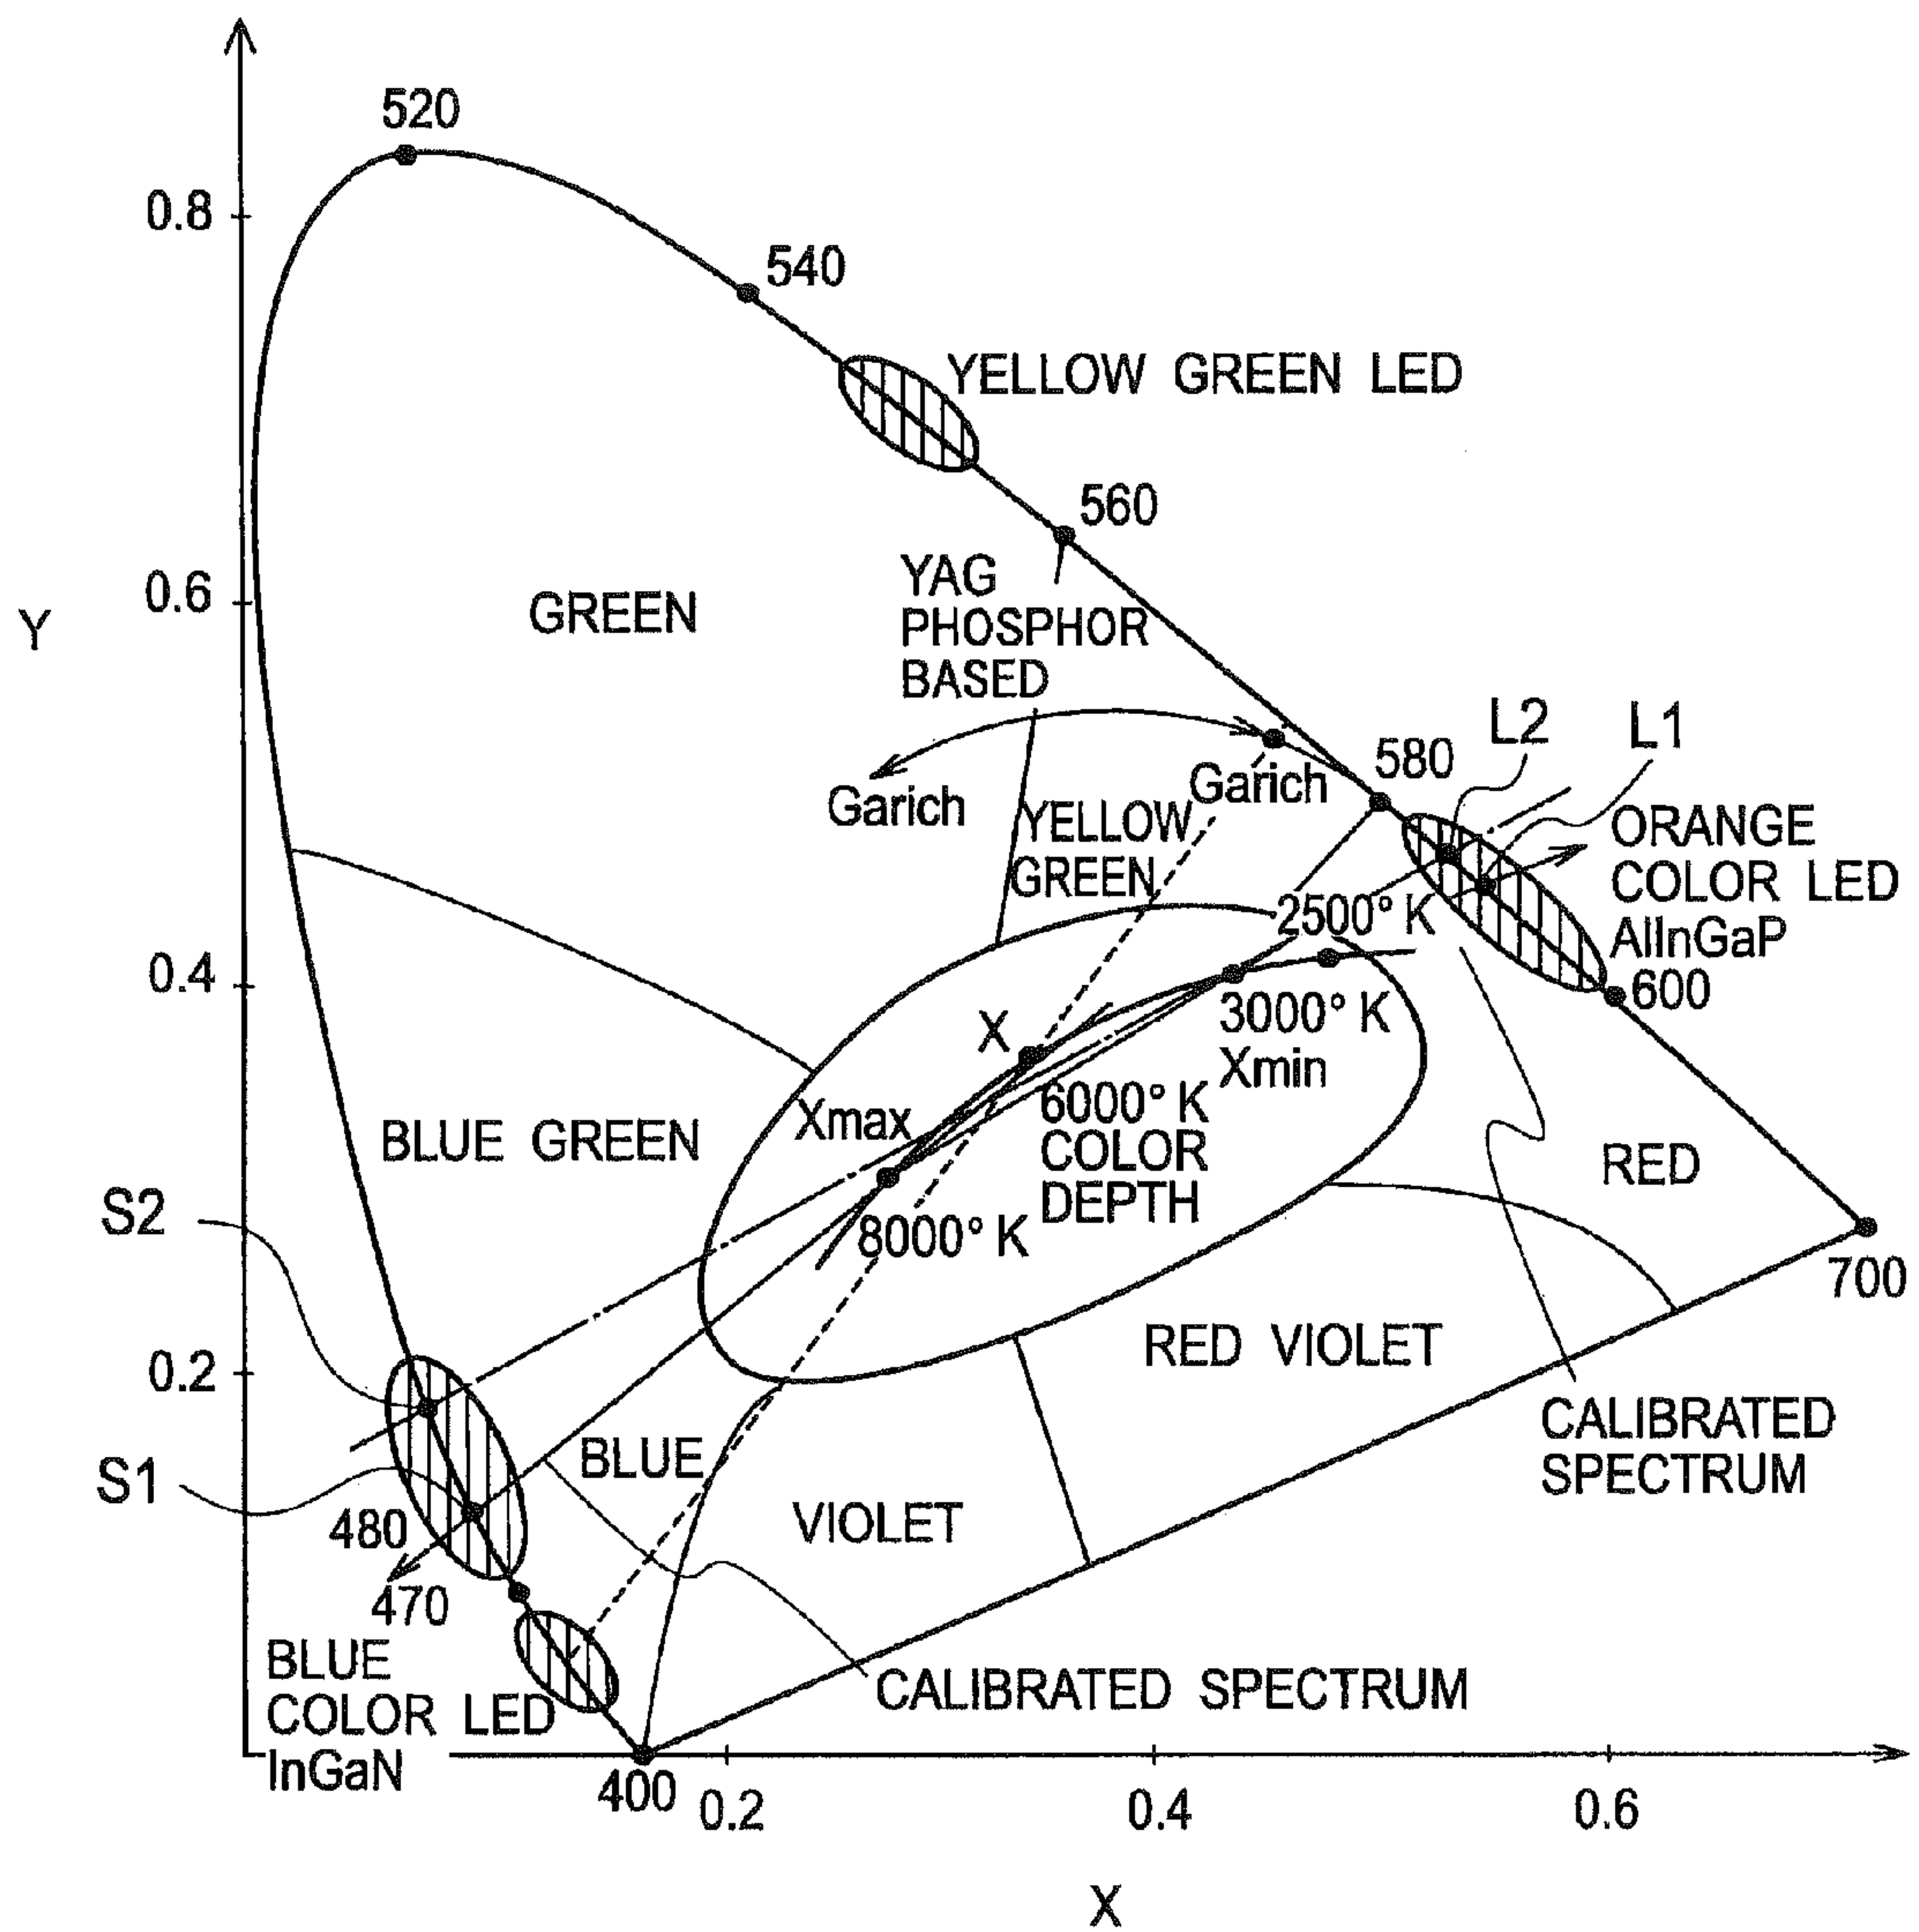 520
0.8
540
YELLOW GREEN LED
560
YAG
PHOSPHOR
BASED
0.6
GREEN
Y
L2
L1
580
Garich
Garich
YELLOW
GREEN
ORANGE
COLOR LED
AlInGaP
2500° K
0.4
600
3000° K
Xmin
X
6000° K
COLOR
DEPTH
Xmax
BLUE GREEN
RED
S2
8000° K
700
RED VIOLET
0.2
CALIBRATED
SPECTRUM
BLUE
S1
480
VIOLET
470
BLUE
COLOR LED
InGaN
CALIBRATED SPECTRUM
400
0.2
0.4
0.6
X